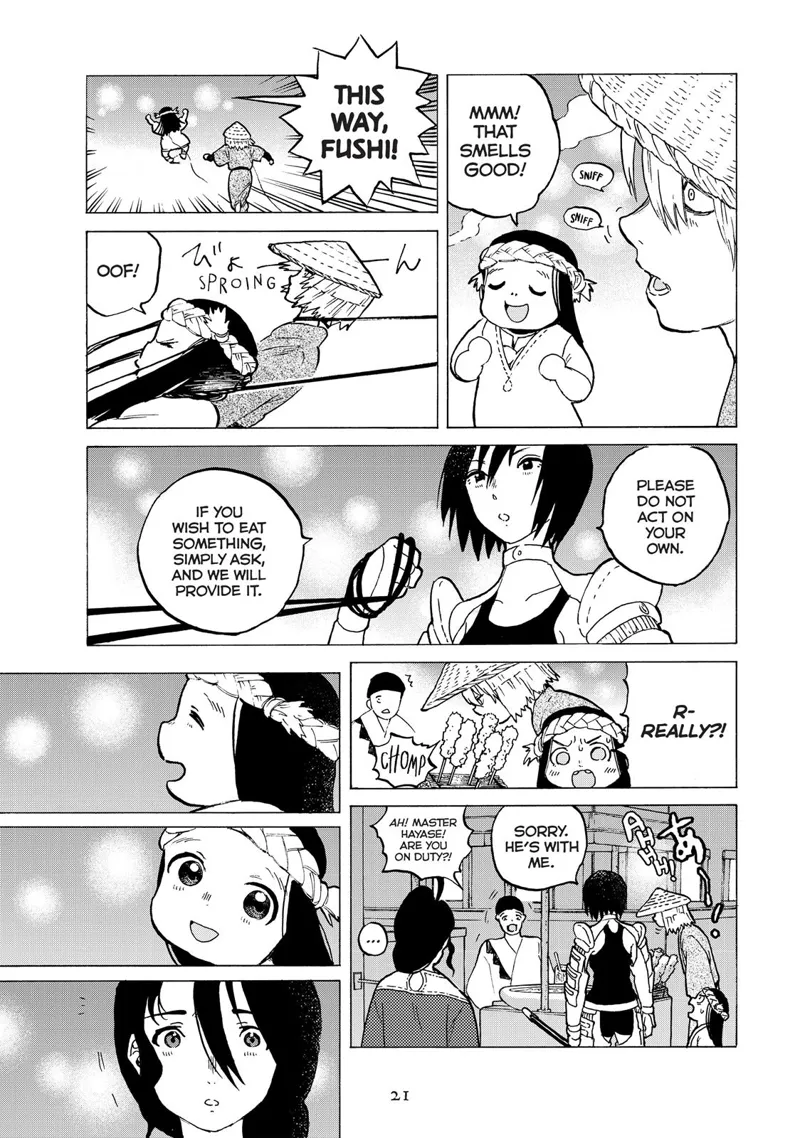 MMM!
THAT
SMELLS
GOOD!
SNIFF
SNIFF
THIS
WAY,
FUSHI!
びょ
ん
SPROING
OOF!
PLEASE
DO NOT
ACT ON
YOUR
OWN.
IF YOU
WISH TO EAT
SOMETHING,
SIMPLY ASK,
AND WE WILL
PROVIDE IT.
R-
REALLY?!
CHOMP
SORRY.
HE'S WITH
ME.
AH! MASTER
HAYASE!
ARE YOU
ON DUTY?!
...
21